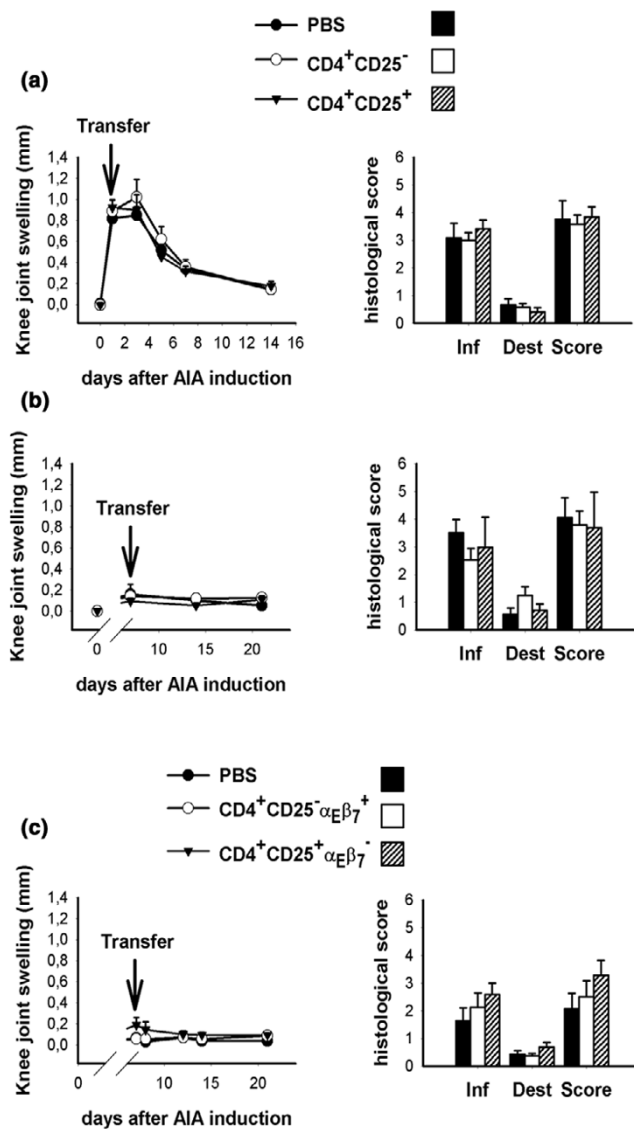 PBS
CD4⁺CD25⁻
CD4⁺CD25⁺
(a)
Transfer
Knee joint swelling (mm)
1,4
1,2
1,0
0,8
0,6
0,4
0,2
0,0
0 2 4 6 8 10 12 14 16
days after AIA induction
histological score
6
5
4
3
2
1
0
Inf Dest Score
(b)
Transfer
Knee joint swelling (mm)
1,4
1,2
1,0
0,8
0,6
0,4
0,2
0,0
0 10 15 20
days after AIA induction
histological score
6
5
4
3
2
1
0
Inf Dest Score
PBS
CD4⁺CD25⁻αEβ7⁺
CD4⁺CD25⁺αEβ7⁻
(c)
Transfer
Knee joint swelling (mm)
1,4
1,2
1,0
0,8
0,6
0,4
0,2
0,0
0 10 15 20
days after AIA induction
histological score
6
5
4
3
2
1
0
Inf Dest Score